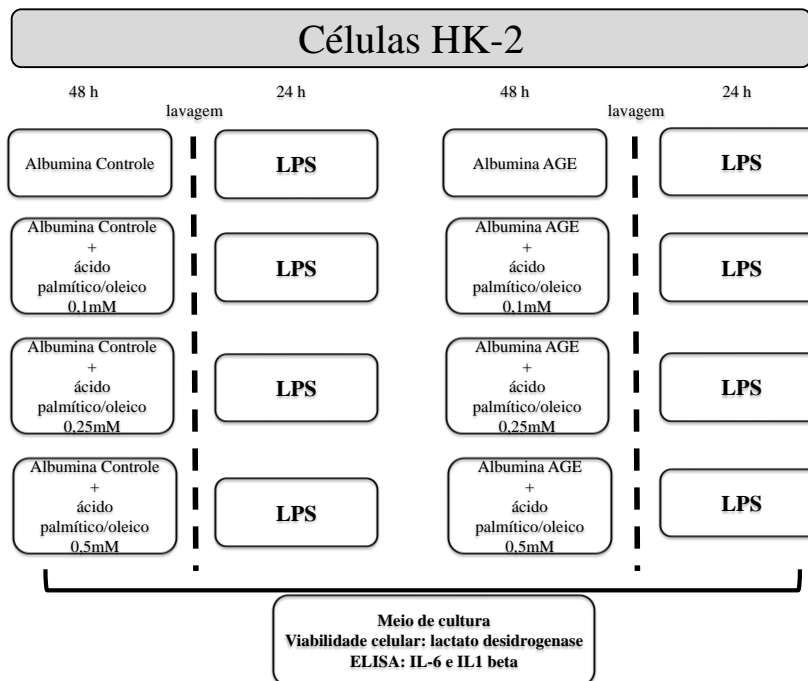 Células HK-2
48 h
lavagem
24 h
48 h
lavagem
24 h
Albumina Controle
LPS
Albumina AGE
LPS
Albumina Controle
+
ácido
palmítico/oleico
0,1mM
LPS
Albumina AGE
+
ácido
palmítico/oleico
0,1mM
LPS
Albumina Controle
+
ácido
palmítico/oleico
0,25mM
LPS
Albumina AGE
+
ácido
palmítico/oleico
0,25mM
LPS
Albumina Controle
+
ácido
palmítico/oleico
0,5mM
LPS
Albumina AGE
+
ácido
palmítico/oleico
0,5mM
LPS
Meio de cultura
Viabilidade celular: lactato desidrogenase
ELISA: IL-6 e IL1 beta